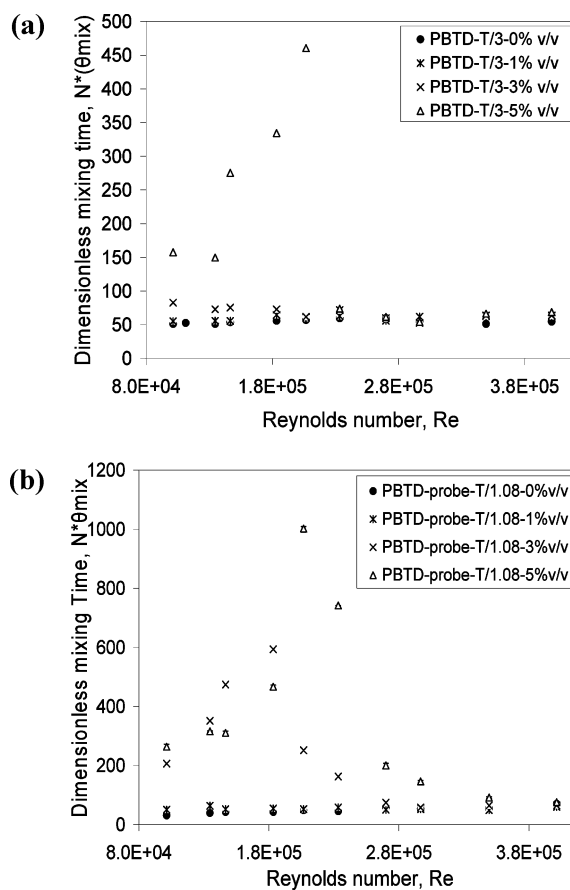 (a)
Dimensionless mixing time, N*(θmix)
500
450
400
350
300
250
200
150
100
50
0
PBTD-T/3-0% v/v
PBTD-T/3-1% v/v
PBTD-T/3-3% v/v
PBTD-T/3-5% v/v
8.0E+04 1.8E+05 2.8E+05 3.8E+05
Reynolds number, Re
(b)
Dimensionless mixing Time, N*θmix
1200
1000
800
600
400
200
0
PBTD-probe-T/1.08-0%v/v
PBTD-probe-T/1.08-1%v/v
PBTD-probe-T/1.08-3%v/v
PBTD-probe-T/1.08-5%v/v
8.0E+04 1.8E+05 2.8E+05 3.8E+05
Reynolds number, Re